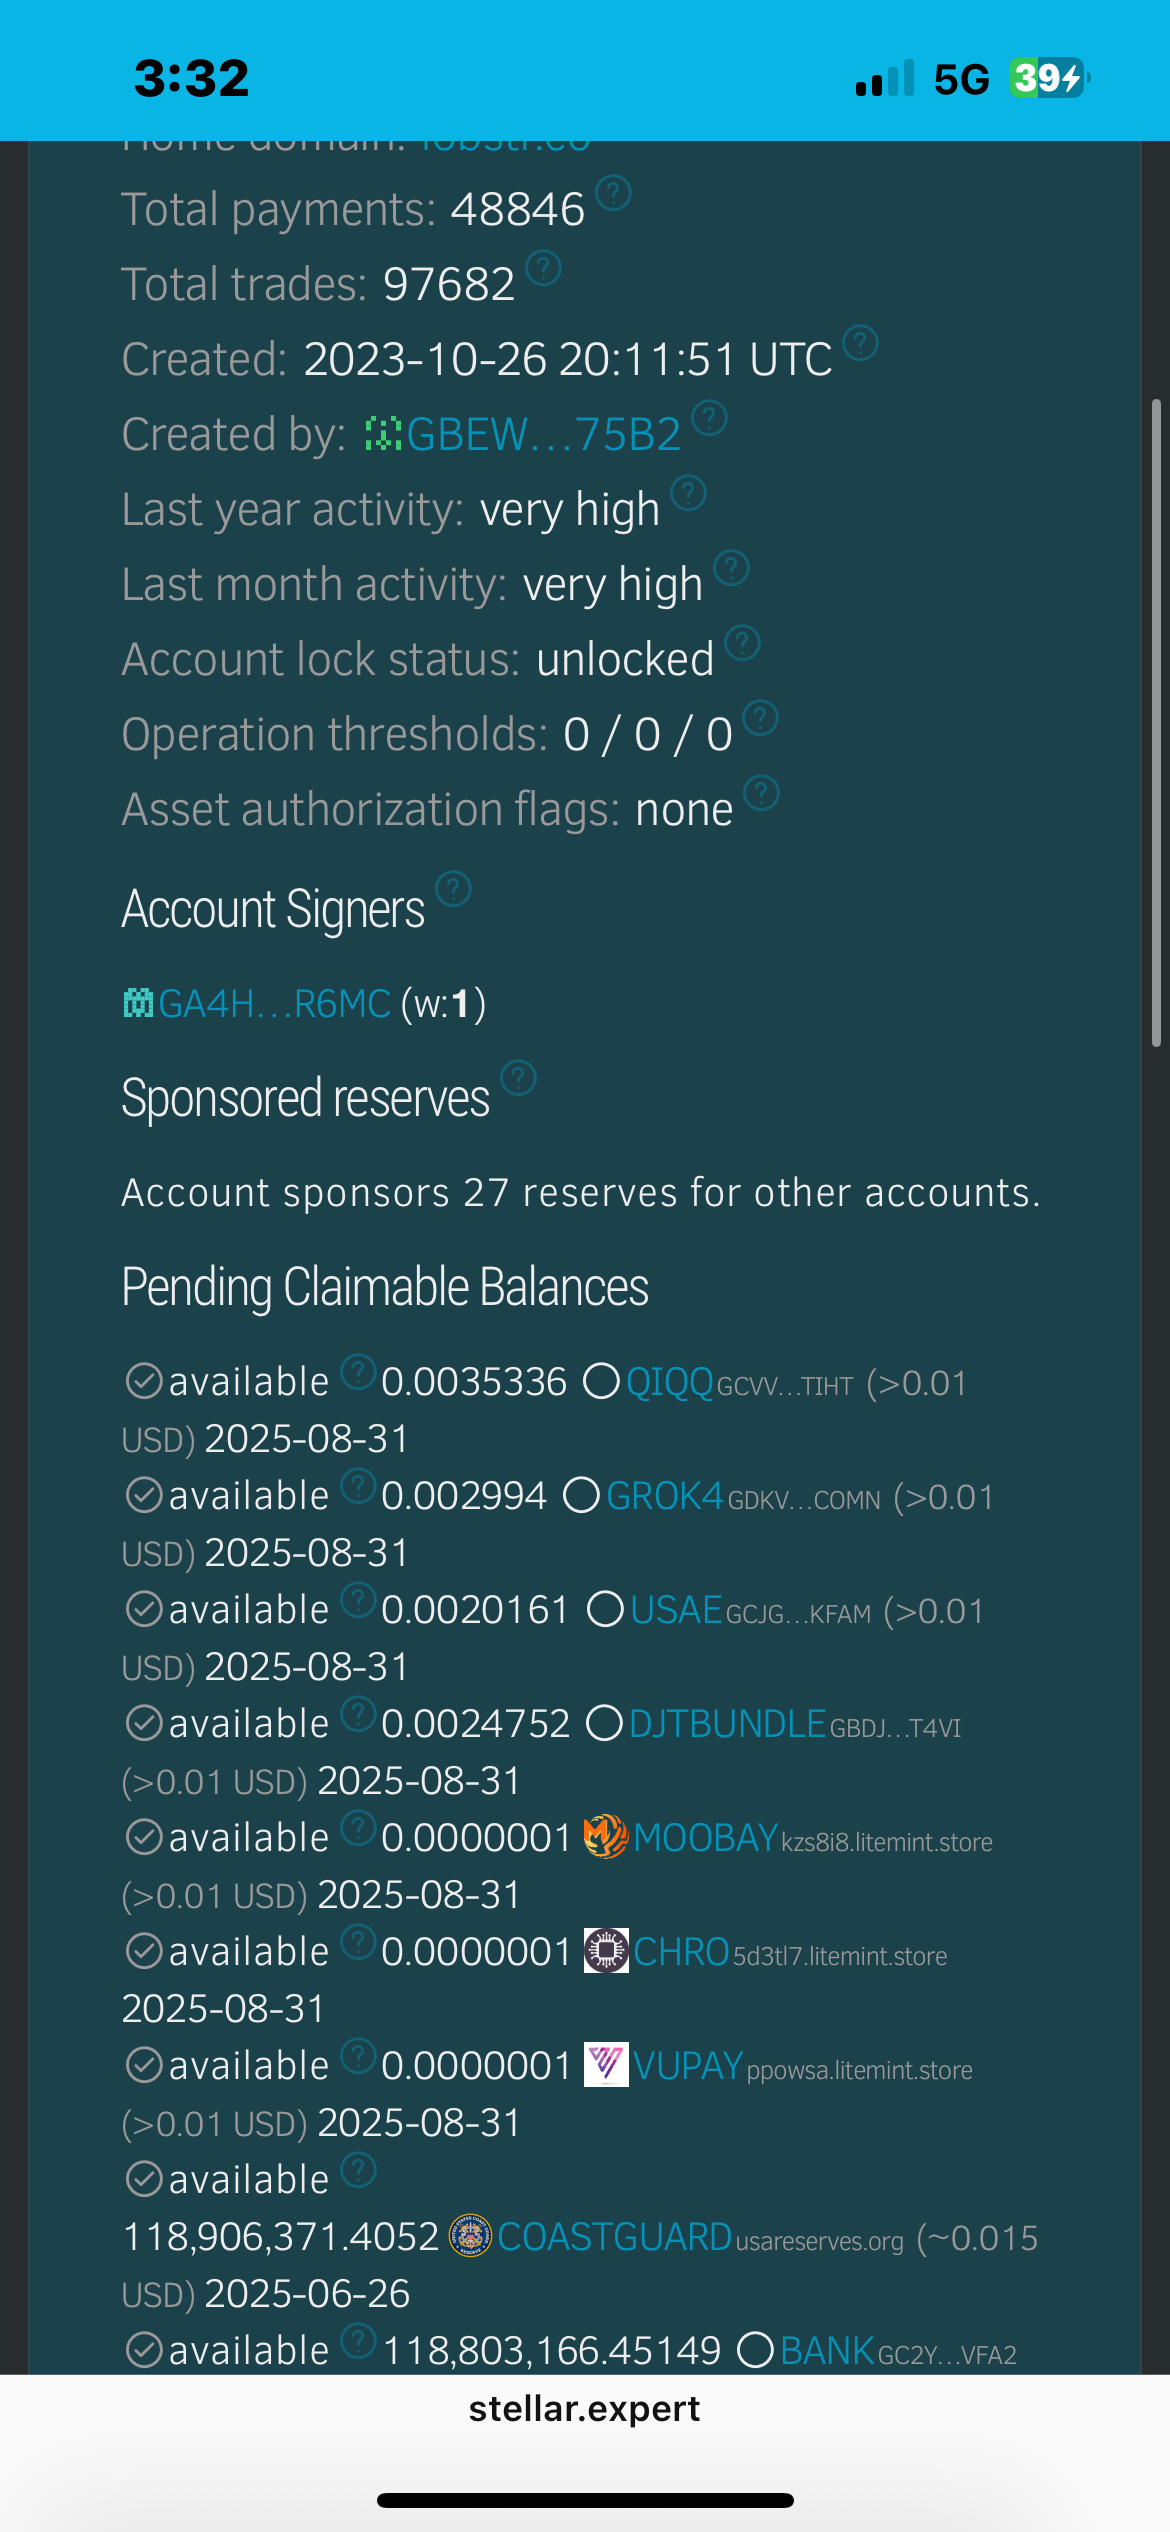 3:32
5G 39
Home domain: lobstr.co
Total payments: 48846
Total trades: 97682
Created: 2023-10-26 20:11:51 UTC
Created by: GBEW…75B2
Last year activity: very high
Last month activity: very high
Account lock status: unlocked
Operation thresholds: 0 / 0 / 0
Asset authorization flags: none
Account Signers
GA4H…R6MC (w:1)
Sponsored reserves
Account sponsors 27 reserves for other accounts.
Pending Claimable Balances
available 0.0035336 QIQQ GCVV…TIHT (>0.01
USD) 2025-08-31
available 0.002994 GROK4 GDKV…COMN (>0.01
USD) 2025-08-31
available 0.0020161 USAE GCJG…KFAM (>0.01
USD) 2025-08-31
available 0.0024752 DJTBUNDLE GBDJ…T4VI
(>0.01 USD) 2025-08-31
available 0.0000001 MOOBAY kzs8i8.litemint.store
(>0.01 USD) 2025-08-31
available 0.0000001 CHRO 5d3tl7.litemint.store
2025-08-31
available 0.0000001 VUPAY ppowsa.litemint.store
(>0.01 USD) 2025-08-31
available
118,906,371.4052 COASTGUARD usareserves.org (~0.015
USD) 2025-06-26
available 118,803,166.45149 BANK GC2Y…VFA2
stellar.expert